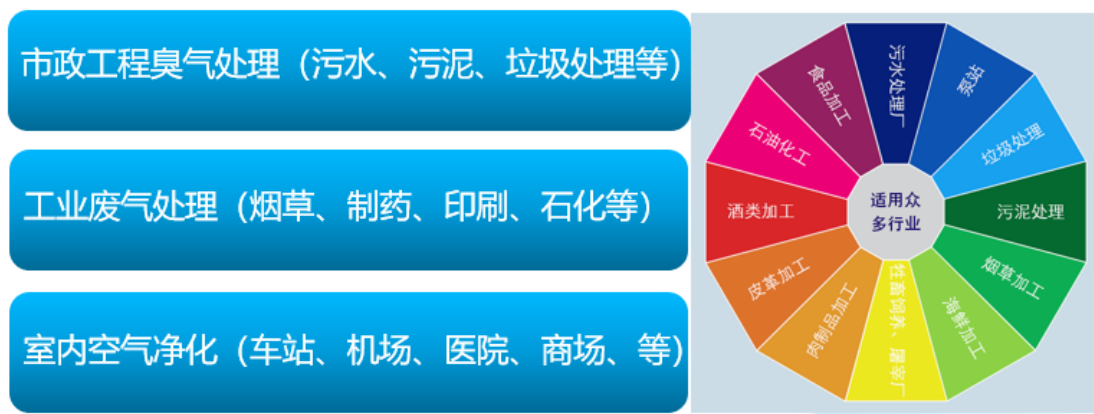 市政工程臭气处理（污水、污泥、垃圾处理等）
工业废气处理（烟草、制药、印刷、石化等）
室内空气净化（车站、机场、医院、商场、等）
适用众
多行业
污水处理厂
泵站
垃圾处理
污泥处理
烟草加工
海鲜加工
牲畜饲养、屠宰厂
肉制品加工
皮革加工
酒类加工
石油化工
食品加工